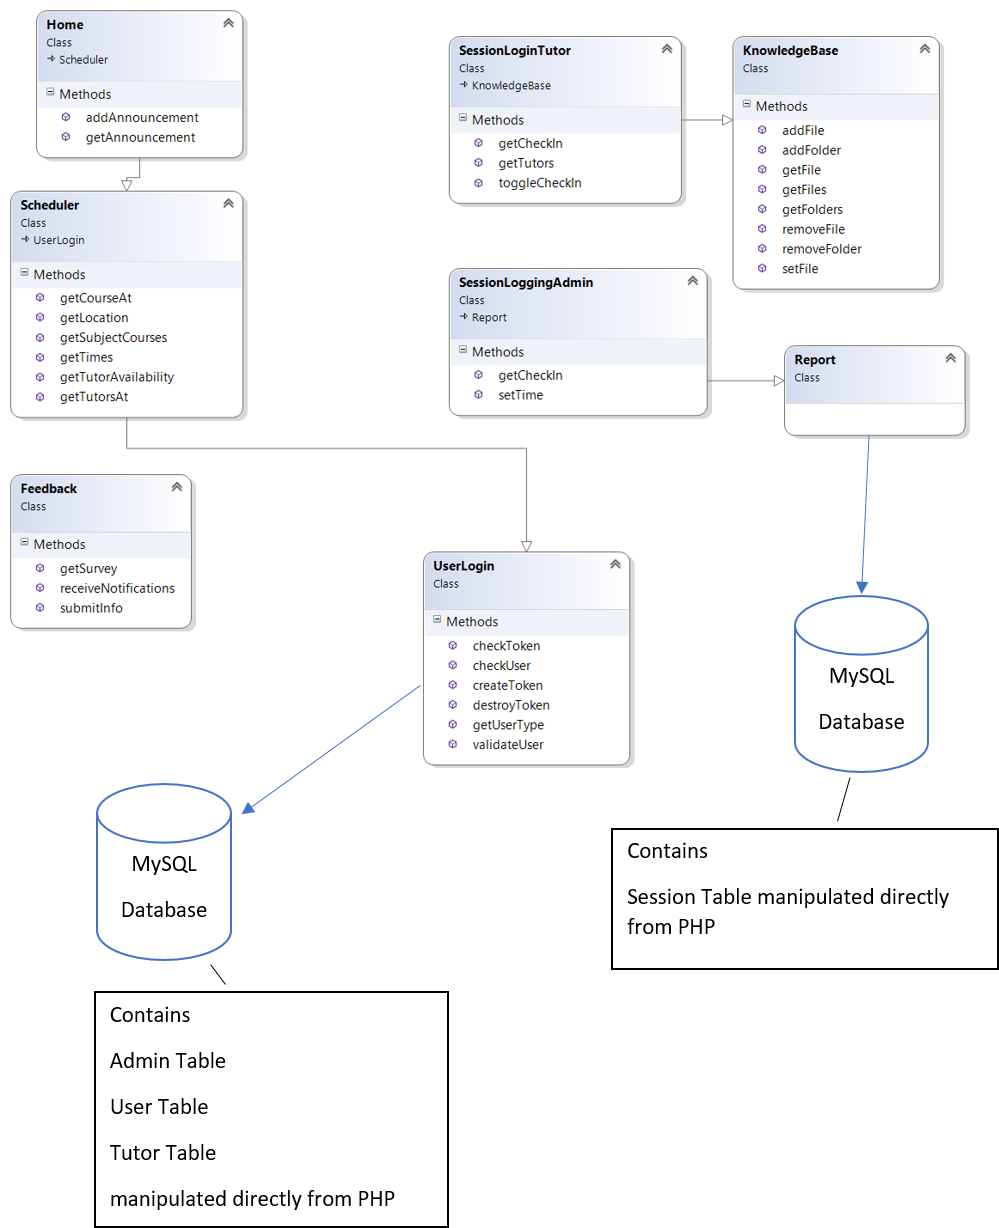 Home
Class
Scheduler
Methods
addAnnouncement
getAnnouncement
Scheduler
Class
UserLogin
Methods
getCourseAt
getLocation
getSubjectCourses
getTimes
getTutorAvailability
getTutorsAt
Feedback
Class
Methods
getSurvey
receiveNotifications
submitInfo
SessionLoginTutor
Class
KnowledgeBase
Methods
getCheckIn
getTutors
toggleCheckIn
KnowledgeBase
Class
Methods
addFile
addFolder
getFile
getFiles
getFolders
removeFile
removeFolder
setFile
SessionLoggingAdmin
Class
Report
Methods
getCheckIn
setTime
Report
Class
UserLogin
Class
Methods
checkToken
checkUser
createToken
destroyToken
getUserType
validateUser
MySQL
Database
Contains
Session Table manipulated directly
from PHP
MySQL
Database
Contains
Admin Table
User Table
Tutor Table
manipulated directly from PHP